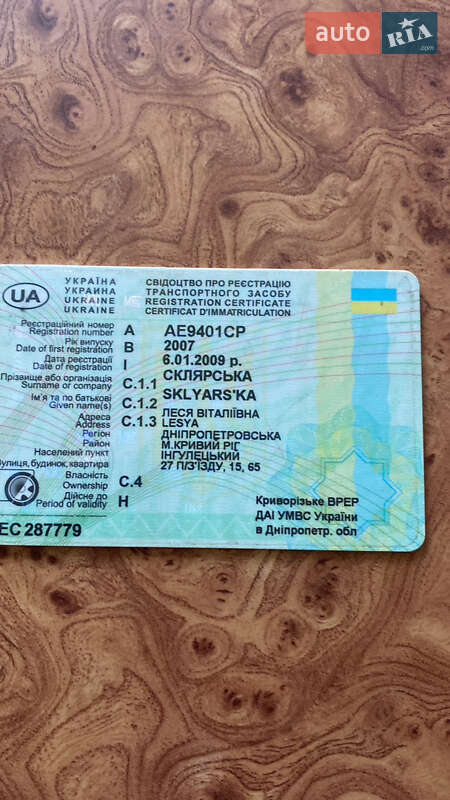 auto RIA.com
УКРАЇНА
УКРАИНА
UKRAINE
UKRAINE
СВІДОЦТВО ПРО РЕЄСТРАЦІЮ
ТРАНСПОРТНОГО ЗАСОБУ
REGISTRATION CERTIFICATE
CERTIFICAT D'IMMATRICULATION
UA
Реєстраційний номер
Registration number A AE9401CP
Рік випуску
Date of first registration B 2007
Дата реєстрації
Date of registration I 6.01.2009 р.
Прізвище або організація
Surname or company C.1.1 СКЛЯРСЬКА
SKLYARS'KA
Ім'я та по батькові
Given name(s) C.1.2 ЛЕСЯ ВІТАЛІЇВНА
Адреса
Address C.1.3 LESYA
Регіон ДНІПРОПЕТРОВСЬКА
Район М.КРИВИЙ РІГ
Населений пункт ІНГУЛЕЦЬКИЙ
вулиця, будинок, квартира 27 П/З'ЇЗДУ, 15, 65
Власність
Ownership C.4
Дійсне до
Period of validity H
Криворізьке ВРЕР
ДАІ УМВС України
в Дніпропетр. обл
ЕС 287779